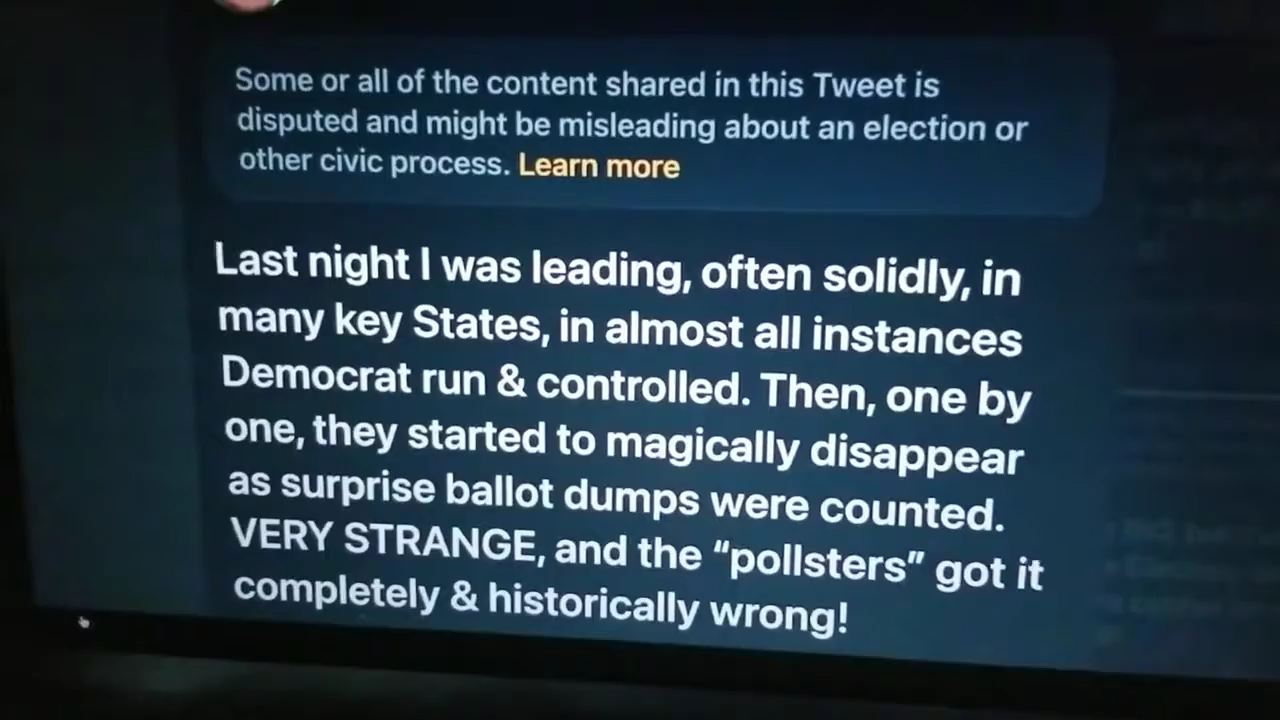 Some or all of the content shared in this Tweet is
disputed and might be misleading about an election or
other civic process. Learn more
Last night I was leading, often solidly, in
many key States, in almost all instances
Democrat run & controlled. Then, one by
one, they started to magically disappear
as surprise ballot dumps were counted.
VERY STRANGE, and the “pollsters” got it
completely & historically wrong!